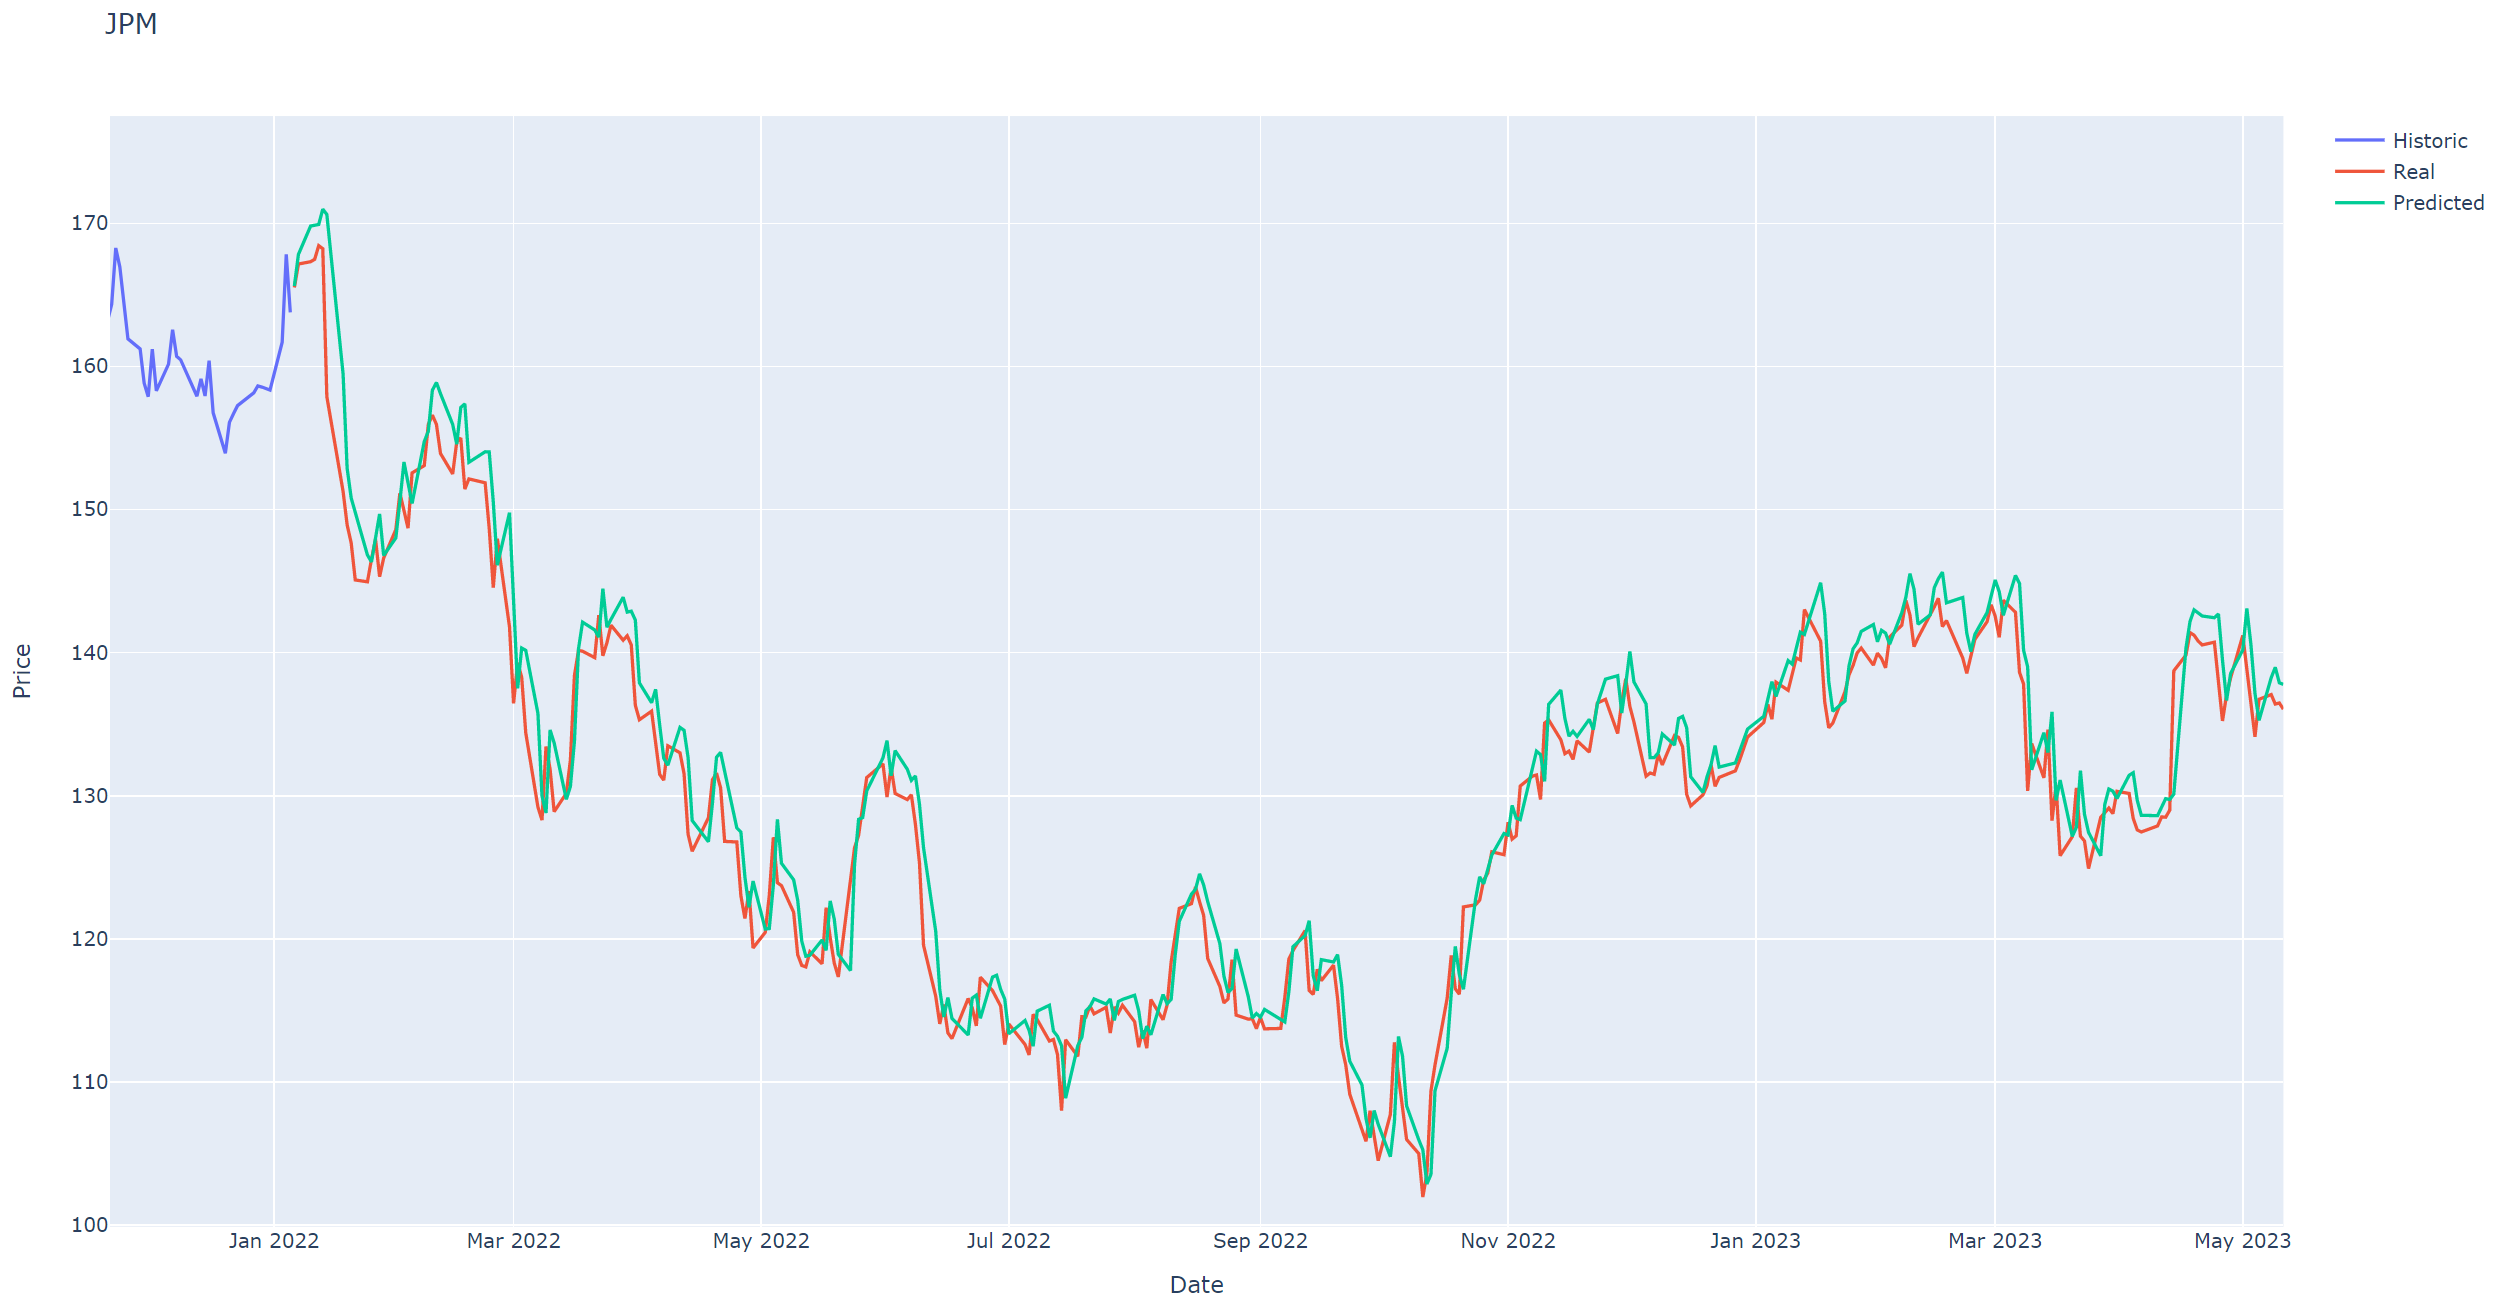 JPM
Historic
Real
Predicted
Price
170
160
150
140
130
120
110
100
Jan 2022
Mar 2022
May 2022
Jul 2022
Sep 2022
Nov 2022
Jan 2023
Mar 2023
May 2023
Date